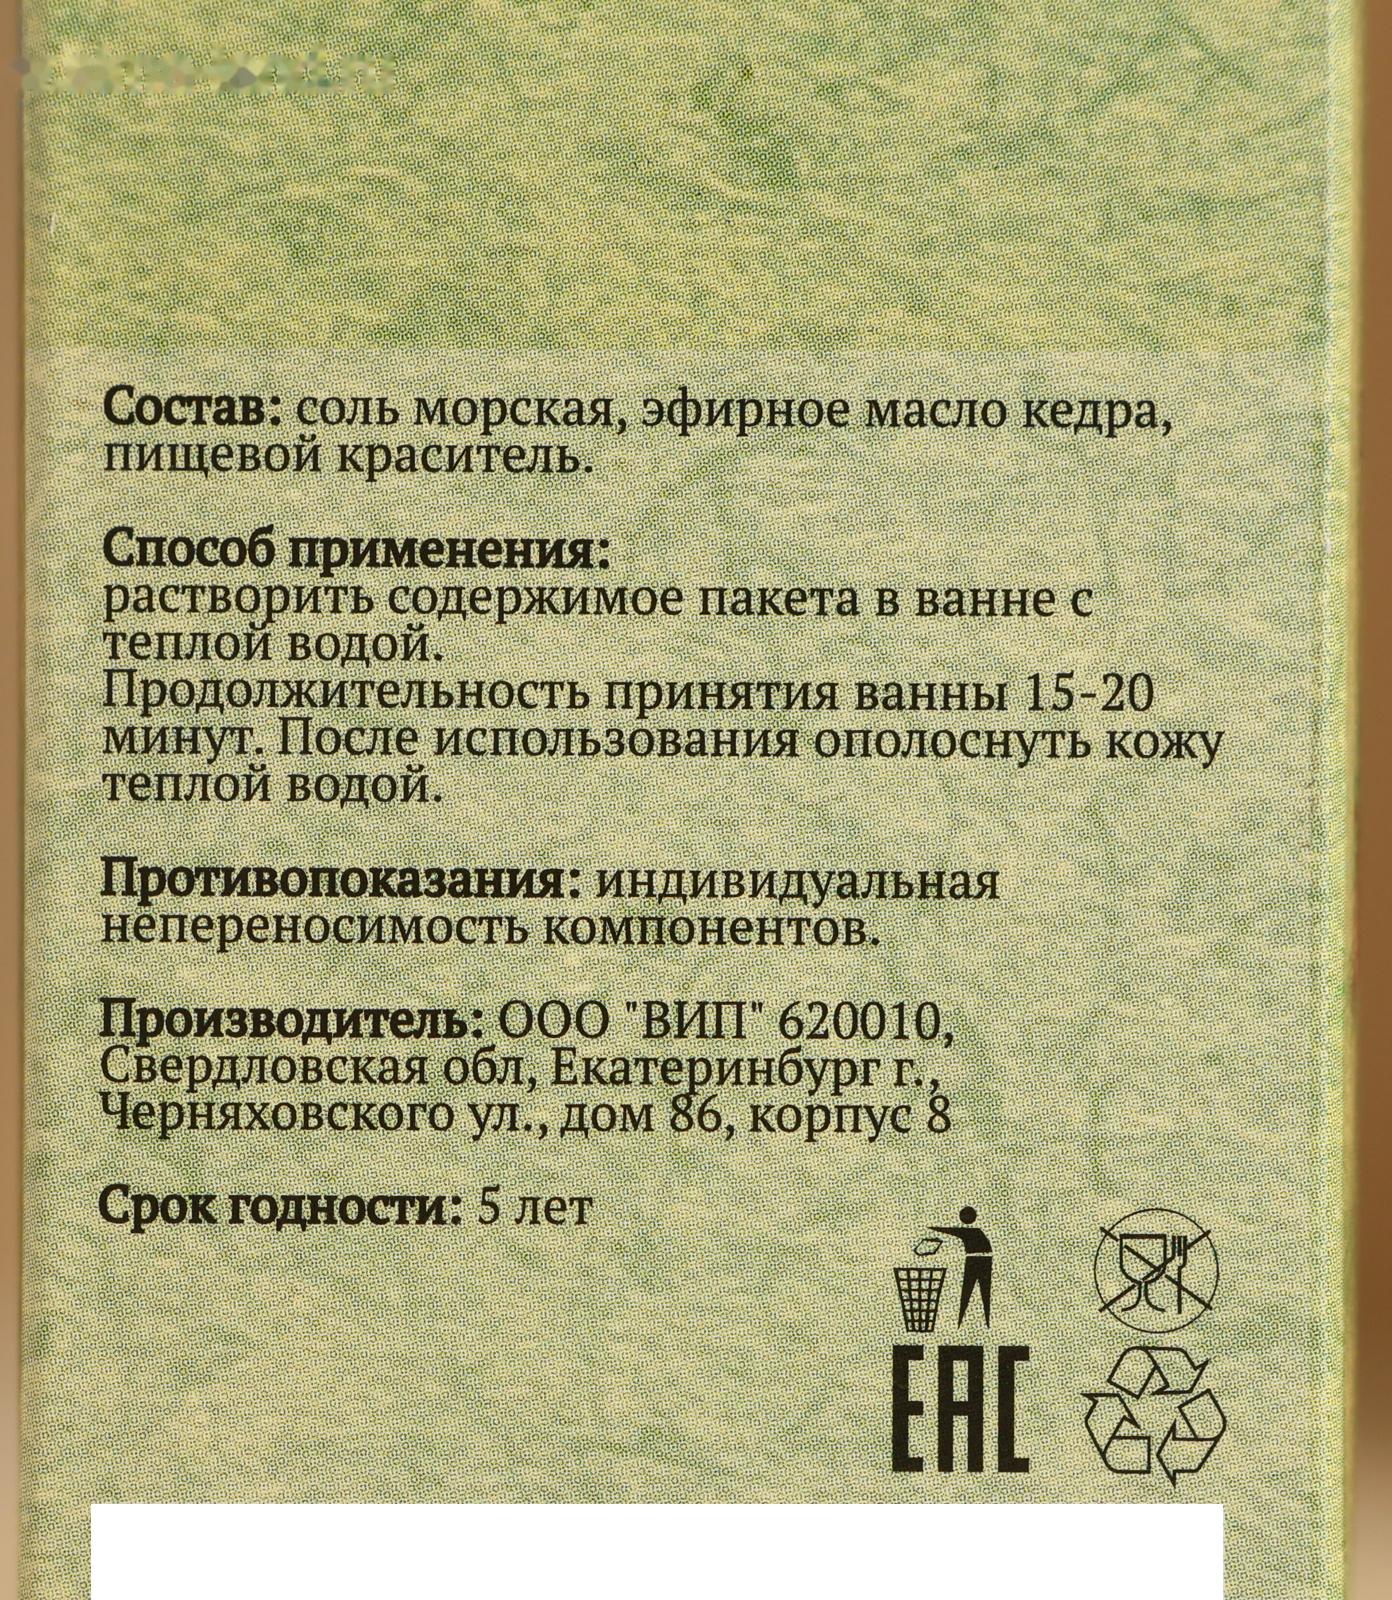 Состав: соль морская, эфирное масло кедра,
пищевой краситель.
Способ применения:
растворить содержимое пакета в ванне с
теплой водой.
Продолжительность принятия ванны 15-20
минут. После использования ополоснуть кожу
теплой водой.
Противопоказания: индивидуальная
непереносимость компонентов.
Производитель: ООО "ВИП" 620010,
Свердловская обл, Екатеринбург г.,
Черняховского ул., дом 86, корпус 8
Срок годности: 5 лет
EAC